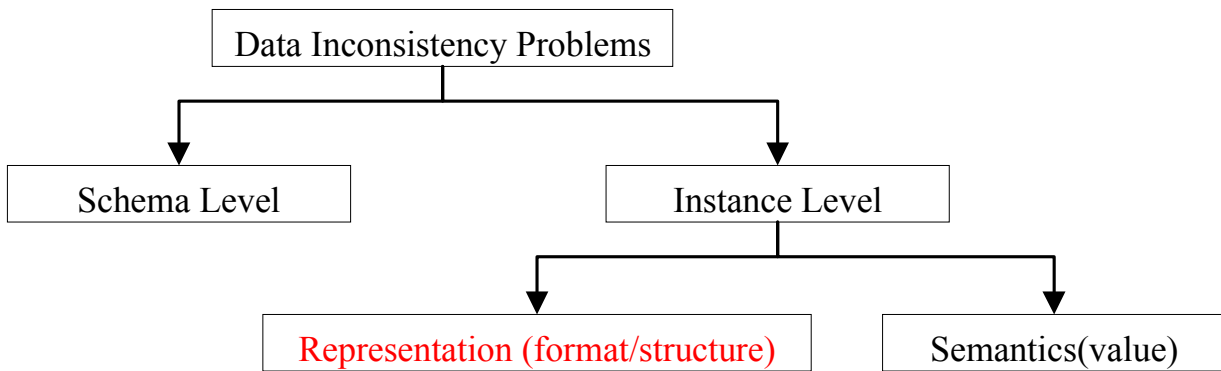 Data Inconsistency Problems
Schema Level
Instance Level
Representation (format/structure)
Semantics(value)